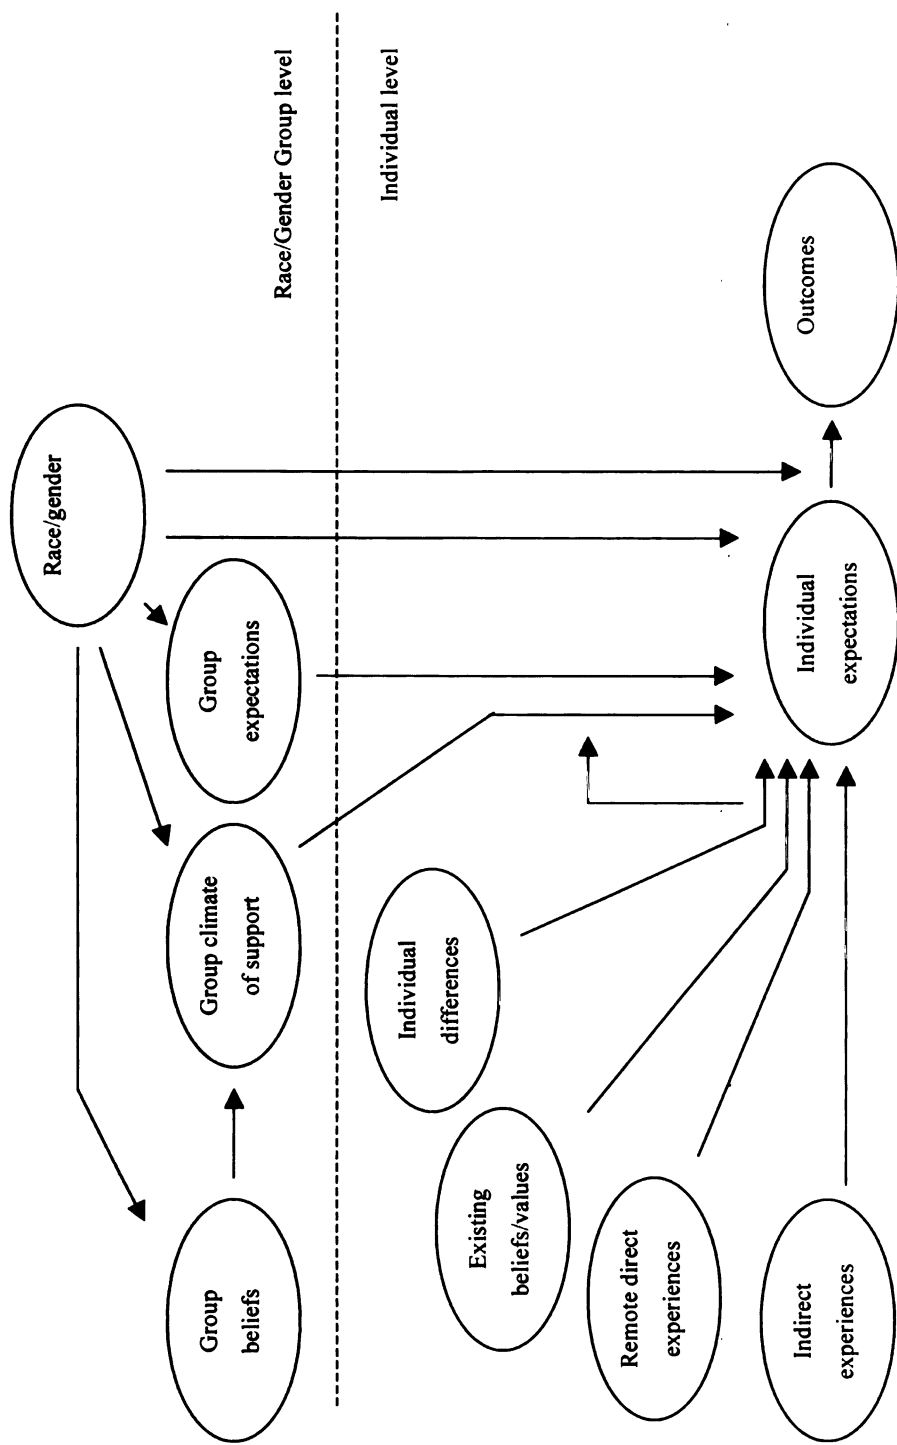 Race/gender
Group
expectations
Group climate
of support
Group
beliefs
Race/Gender Group level
Individual level
Individual
differences
Existing
beliefs/values
Remote direct
experiences
Indirect
experiences
Individual
expectations
Outcomes